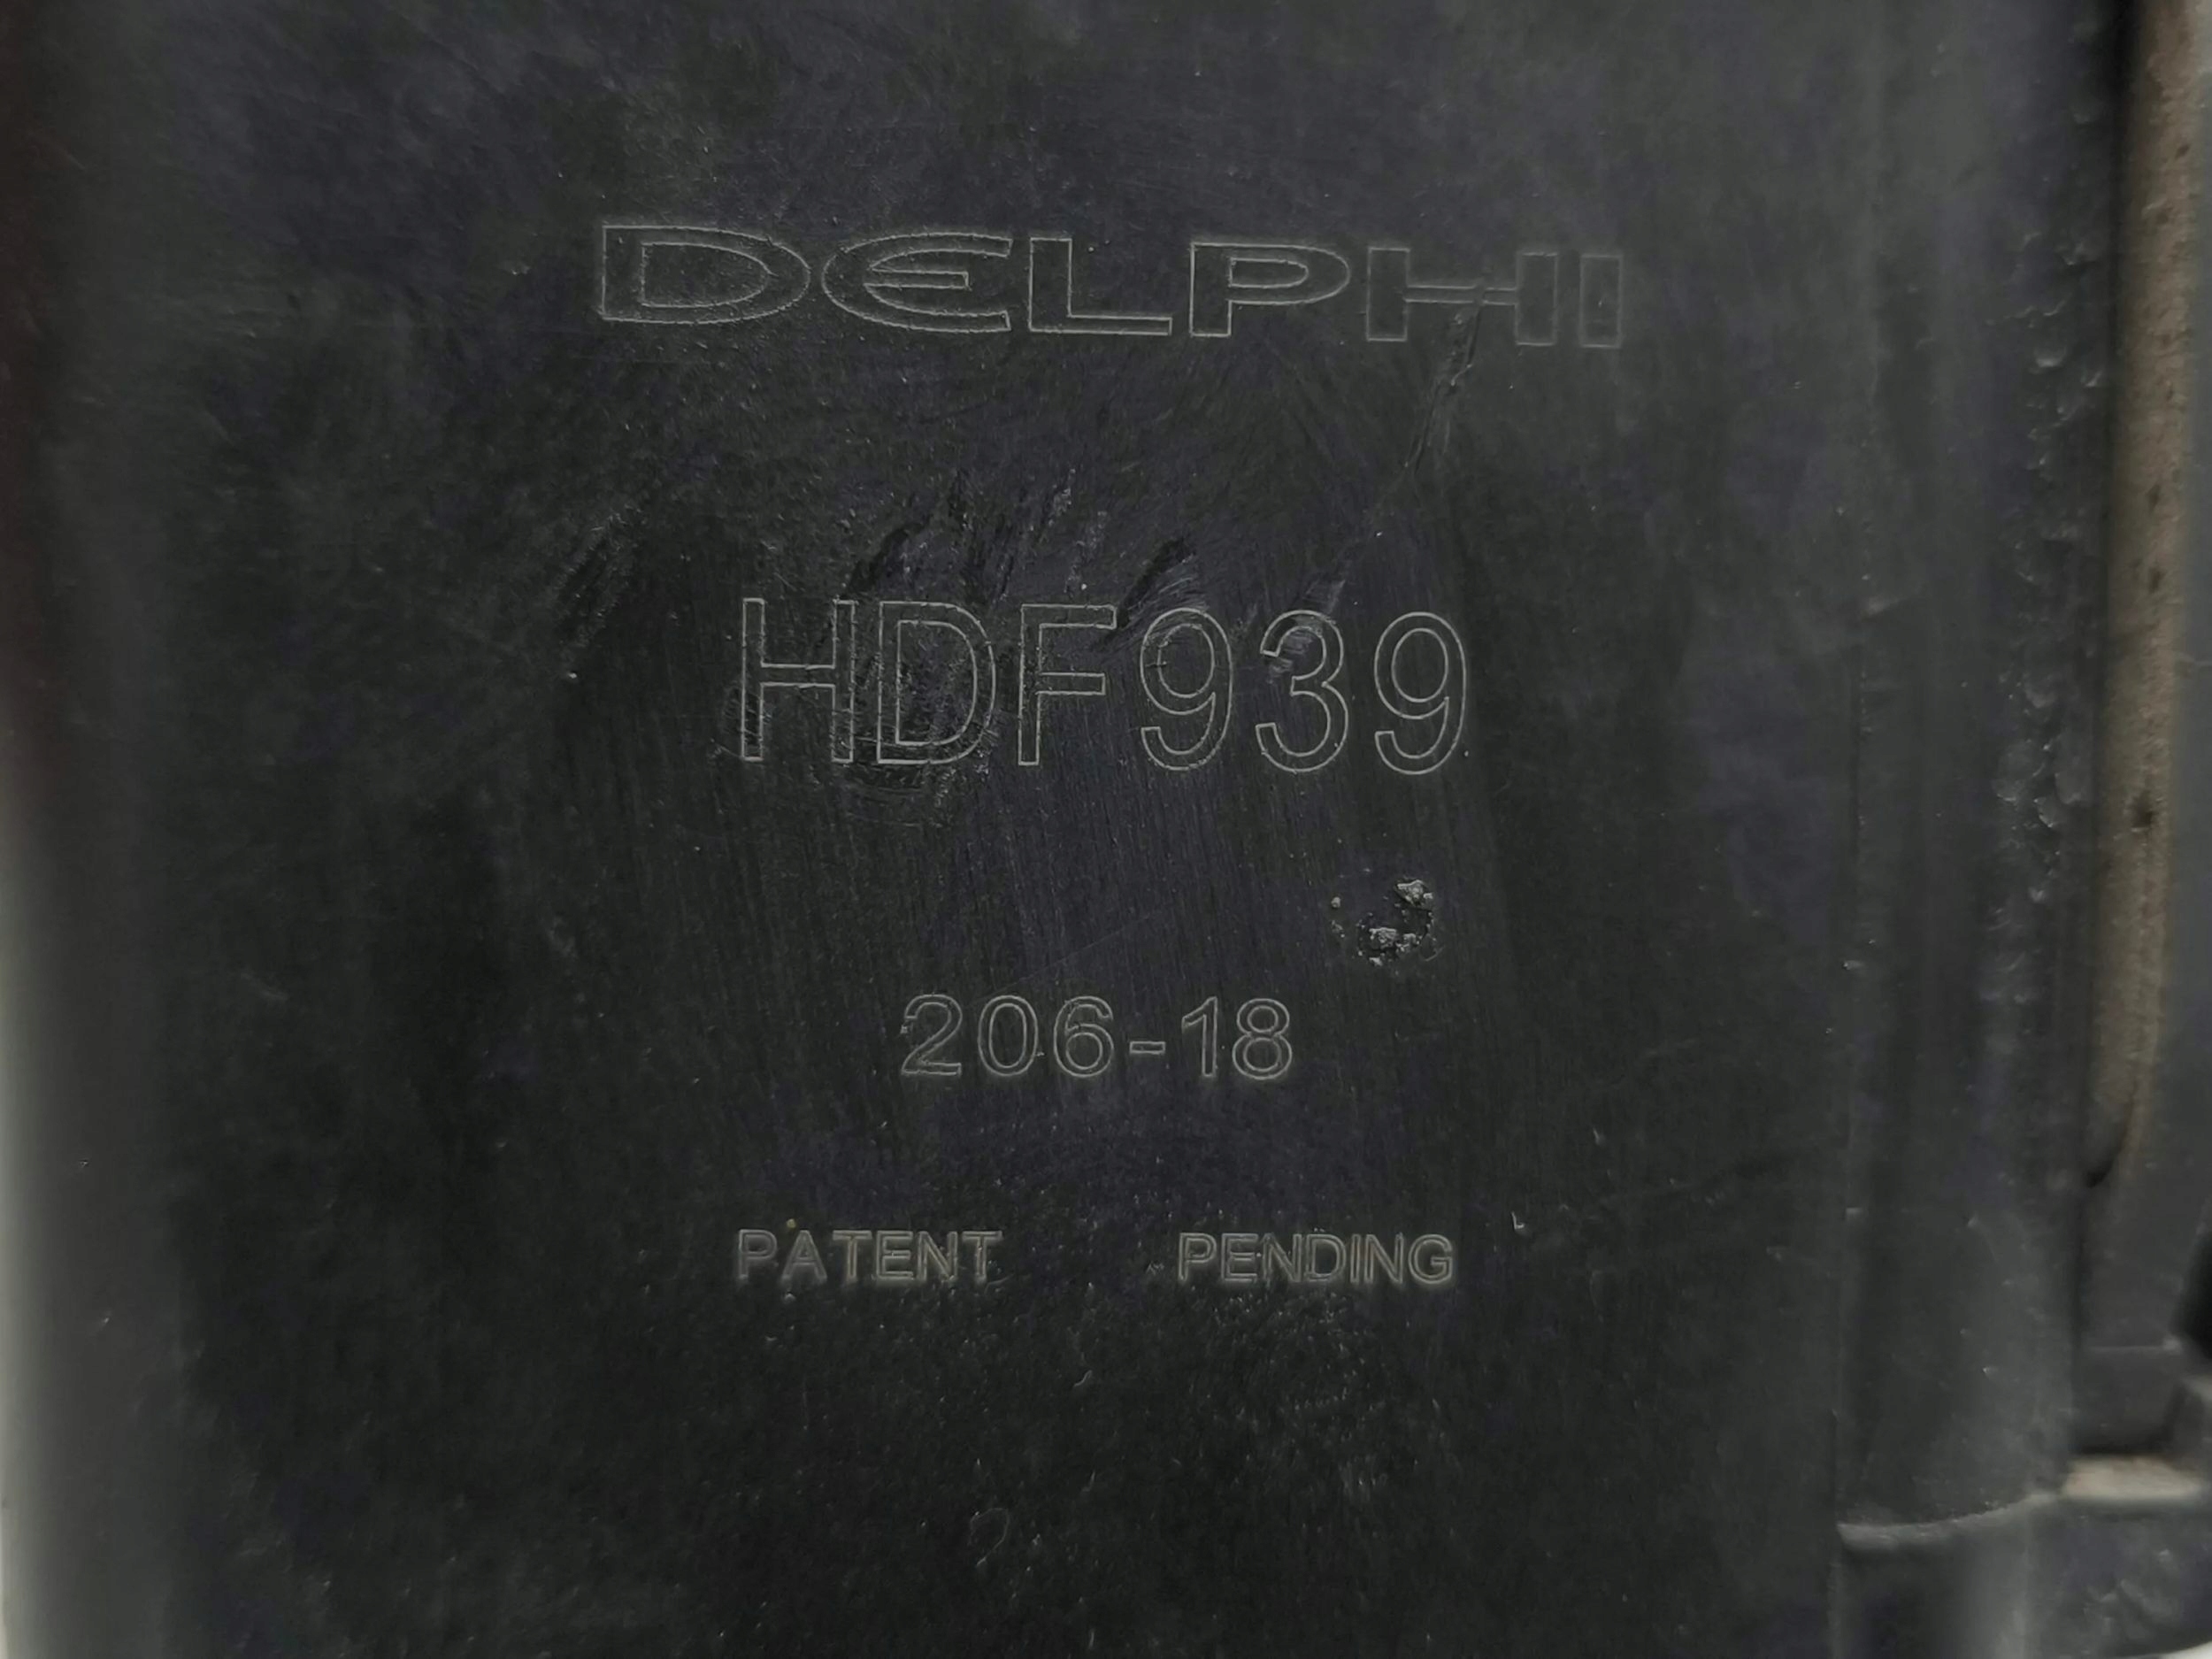 DELPHI
HDF939
206-18
PATENT PENDING